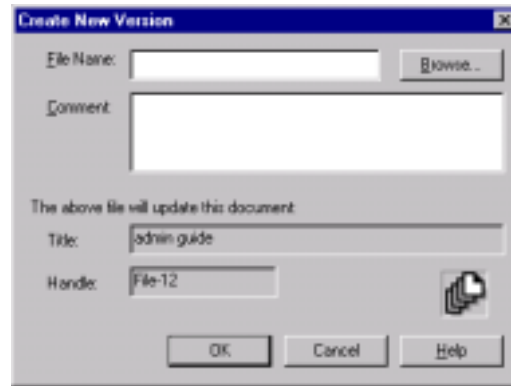 Create New Version
File Name:
Browse...
Comment
The above file will update this document
Title: admin guide
Handle: File-12
OK Cancel Help